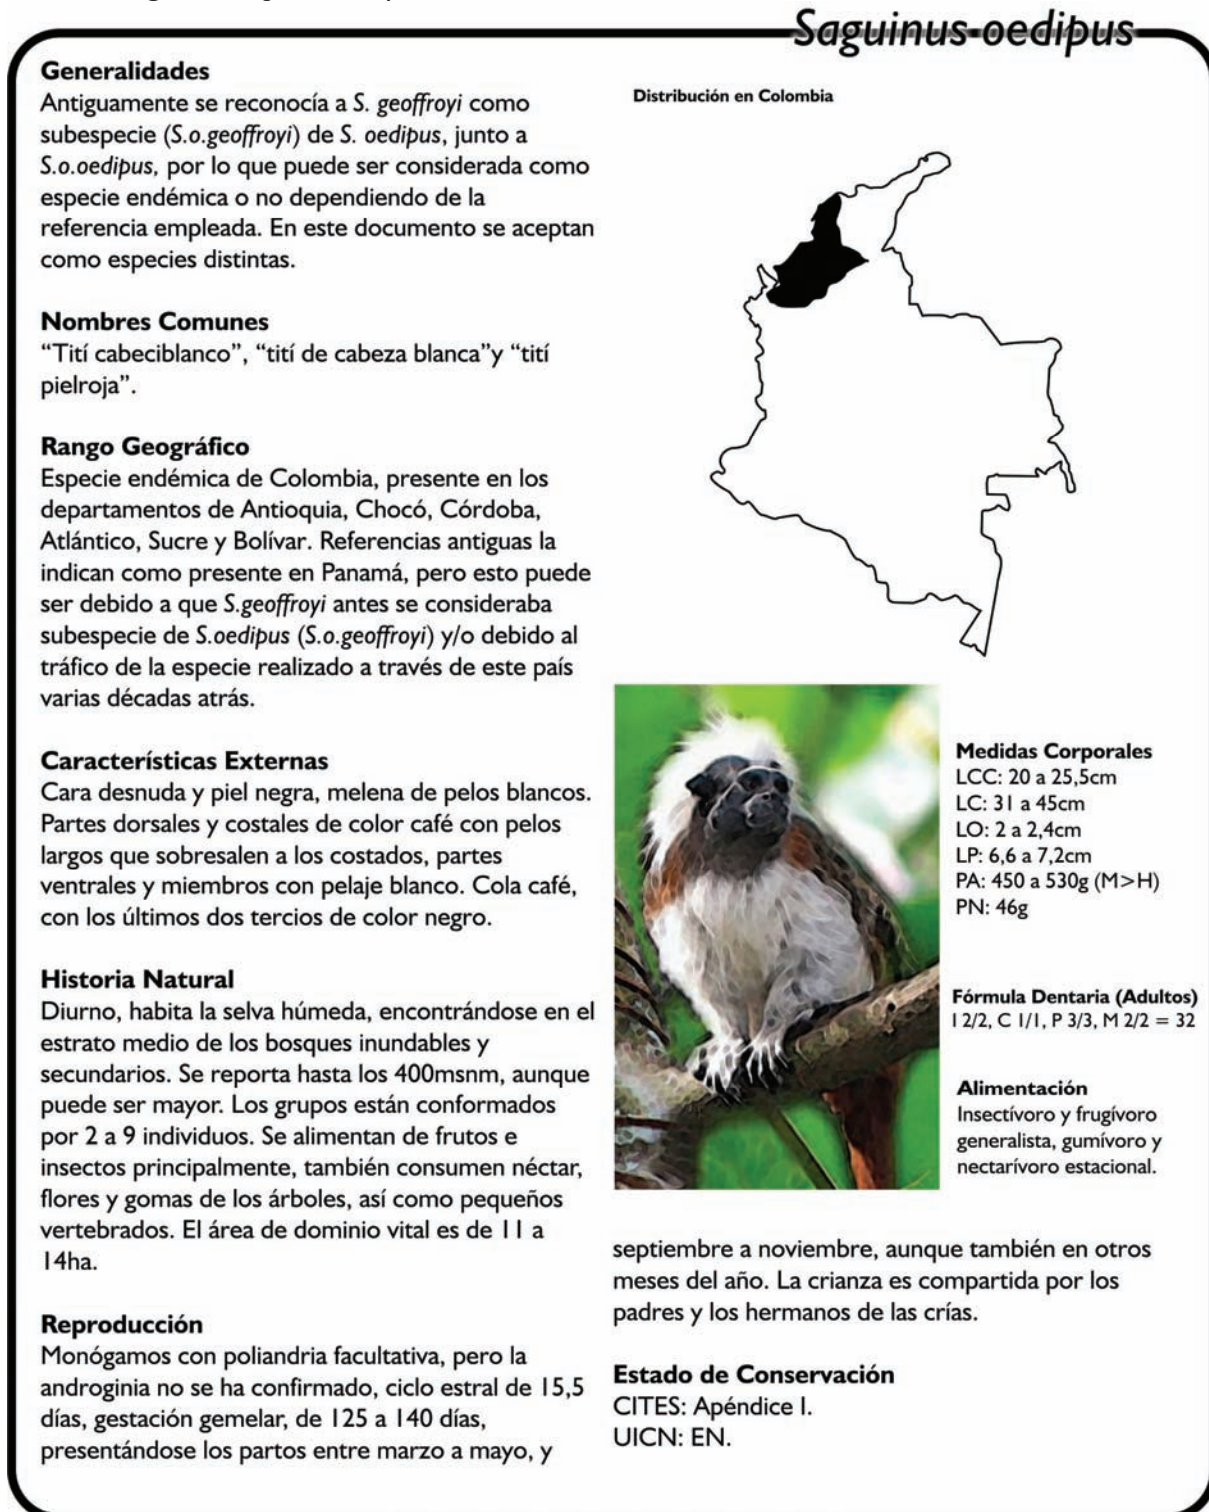 Saguinus oedipus
Generalidades
Antiguamente se reconocía a S. geoffroyi como
subespecie (S.o.geoffroyi) de S. oedipus, junto a
S.o.oedipus, por lo que puede ser considerada como
especie endémica o no dependiendo de la
referencia empleada. En este documento se aceptan
como especies distintas.
Nombres Comunes
“Tití cabeciblanco”, “tití de cabeza blanca”y “tití
pielroja”.
Rango Geográfico
Especie endémica de Colombia, presente en los
departamentos de Antioquia, Chocó, Córdoba,
Atlántico, Sucre y Bolívar. Referencias antiguas la
indican como presente en Panamá, pero esto puede
ser debido a que S.geoffroyi antes se consideraba
subespecie de S.oedipus (S.o.geoffroyi) y/o debido al
tráfico de la especie realizado a través de este país
varias décadas atrás.
Características Externas
Cara desnuda y piel negra, melena de pelos blancos.
Partes dorsales y costales de color café con pelos
largos que sobresalen a los costados, partes
ventrales y miembros con pelaje blanco. Cola café,
con los últimos dos tercios de color negro.
Historia Natural
Diurno, habita la selva húmeda, encontrándose en el
estrato medio de los bosques inundables y
secundarios. Se reporta hasta los 400msnm, aunque
puede ser mayor. Los grupos están conformados
por 2 a 9 individuos. Se alimentan de frutos e
insectos principalmente, también consumen néctar,
flores y gomas de los árboles, así como pequeños
vertebrados. El área de dominio vital es de 11 a
14ha.
Reproducción
Monógamos con poliandria facultativa, pero la
androginia no se ha confirmado, ciclo estral de 15,5
días, gestación gemelar, de 125 a 140 días,
presentándose los partos entre marzo a mayo, y
Distribución en Colombia
Medidas Corporales
LCC: 20 a 25,5cm
LC: 31 a 45cm
LO: 2 a 2,4cm
LP: 6,6 a 7,2cm
PA: 450 a 530g (M>H)
PN: 46g
Fórmula Dentaria (Adultos)
I 2/2, C 1/1, P 3/3, M 2/2 = 32
Alimentación
Insectívoro y frugívoro
generalista, gumívoro y
nectarívoro estacional.
septiembre a noviembre, aunque también en otros
meses del año. La crianza es compartida por los
padres y los hermanos de las crías.
Estado de Conservación
CITES: Apéndice I.
UICN: EN.